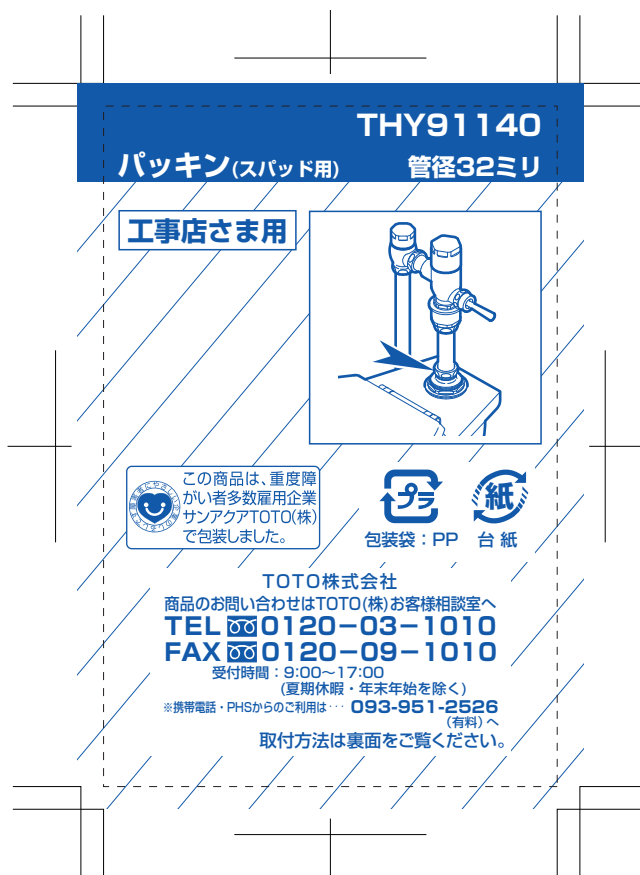 THY91140
パッキン(スパッド用) 管径32ミリ
工事店さま用
この商品は、重度障
がい者多数雇用企業
サンアクアTOTO(株)
で包装しました。
プラ
紙
包装袋：PP 台紙
TOTO株式会社
商品のお問い合わせはTOTO(株)お客様相談室へ
TEL 0120−03−1010
FAX 0120−09−1010
受付時間：9:00〜17:00
(夏期休暇・年末年始を除く)
※携帯電話・PHSからのご利用は… 093-951-2526
(有料)へ
取付方法は裏面をご覧ください。